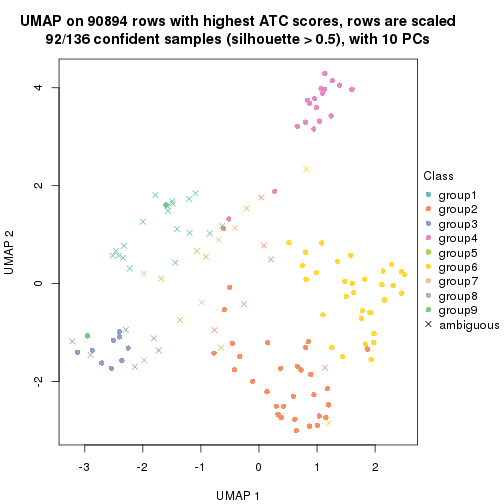 UMAP on 90894 rows with highest ATC scores, rows are scaled
92/136 confident samples (silhouette > 0.5), with 10 PCs
4
2
0
-2
UMAP 2
-3
-2
-1
0
1
2
UMAP 1
Class
group1
group2
group3
group4
group5
group6
group7
group8
group9
ambiguous